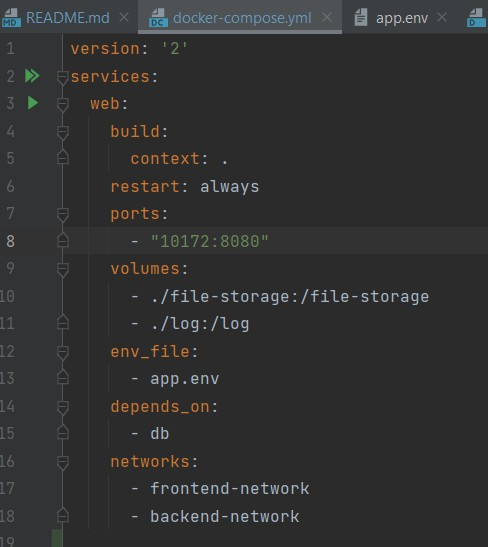 README.md docker-compose.yml app.env
1 version: '2'
2 services:
3 web:
4 build:
5 context: .
6 restart: always
7 ports:
8 - "10172:8080"
9 volumes:
10 - ./file-storage:/file-storage
11 - ./log:/log
12 env_file:
13 - app.env
14 depends_on:
15 - db
16 networks:
17 - frontend-network
18 - backend-network
19